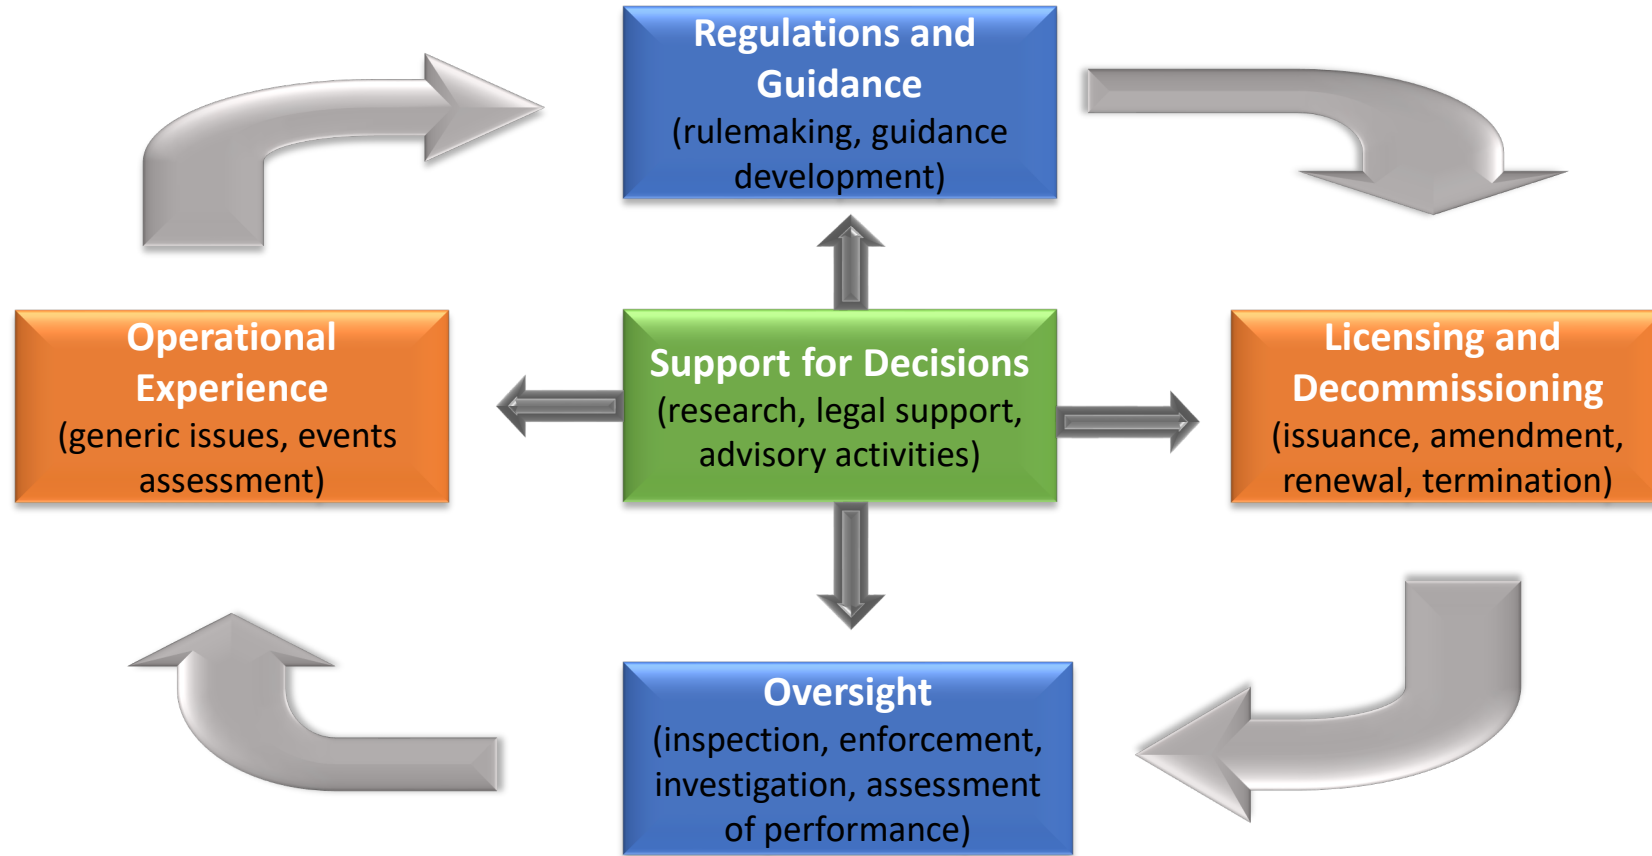 Regulations and
Guidance
(rulemaking, guidance
development)
Operational
Experience
(generic issues, events
assessment)
Support for Decisions
(research, legal support,
advisory activities)
Licensing and
Decommissioning
(issuance, amendment,
renewal, termination)
Oversight
(inspection, enforcement,
investigation, assessment
of performance)